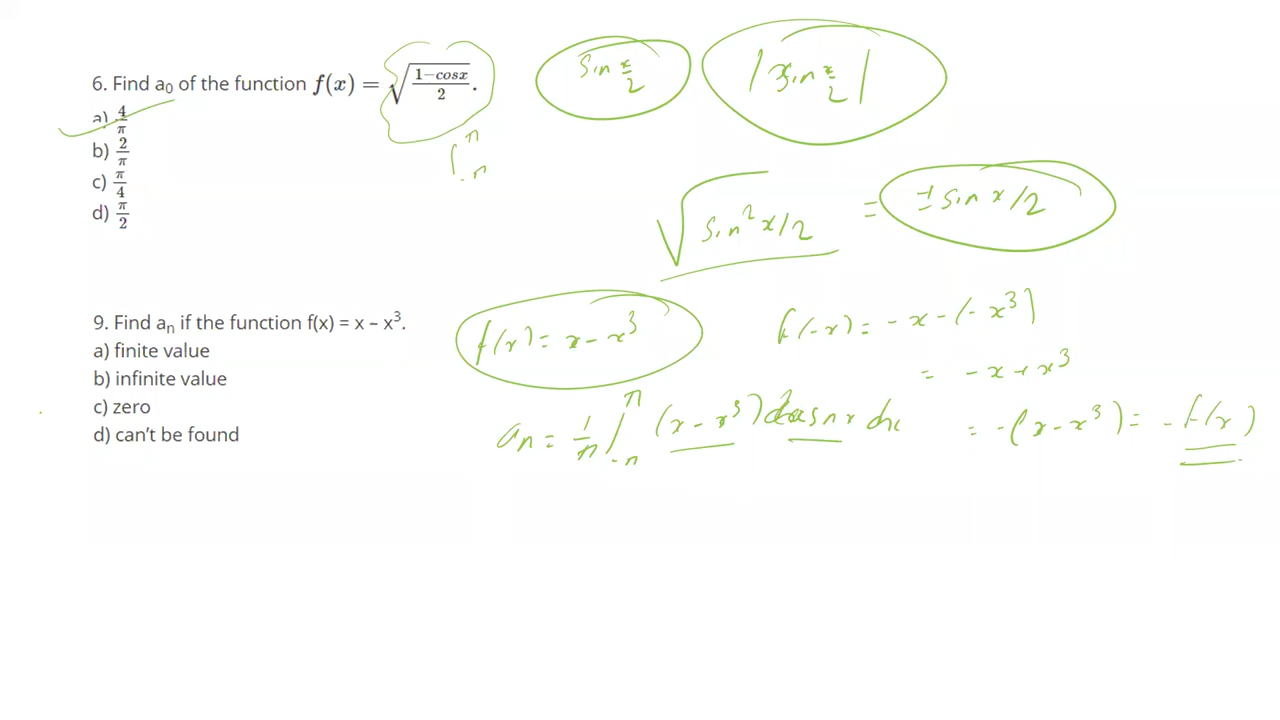 6. Find a₀ of the function f(x) = √((1−cosx)/2).
a) 4/π
b) 2/π
c) π/4
d) π/2
sin x/2
|sin x/2|
∫ π -π
√(sin² x/2) = ± sin x/2
9. Find aₙ if the function f(x) = x – x³.
a) finite value
b) infinite value
c) zero
d) can’t be found
f(x) = x - x³
f(-x) = - x - (- x³)
= - x + x³
= - (x - x³) = - f(x)
aₙ = 1/π ∫ π -π (x - x³) cosnx dx